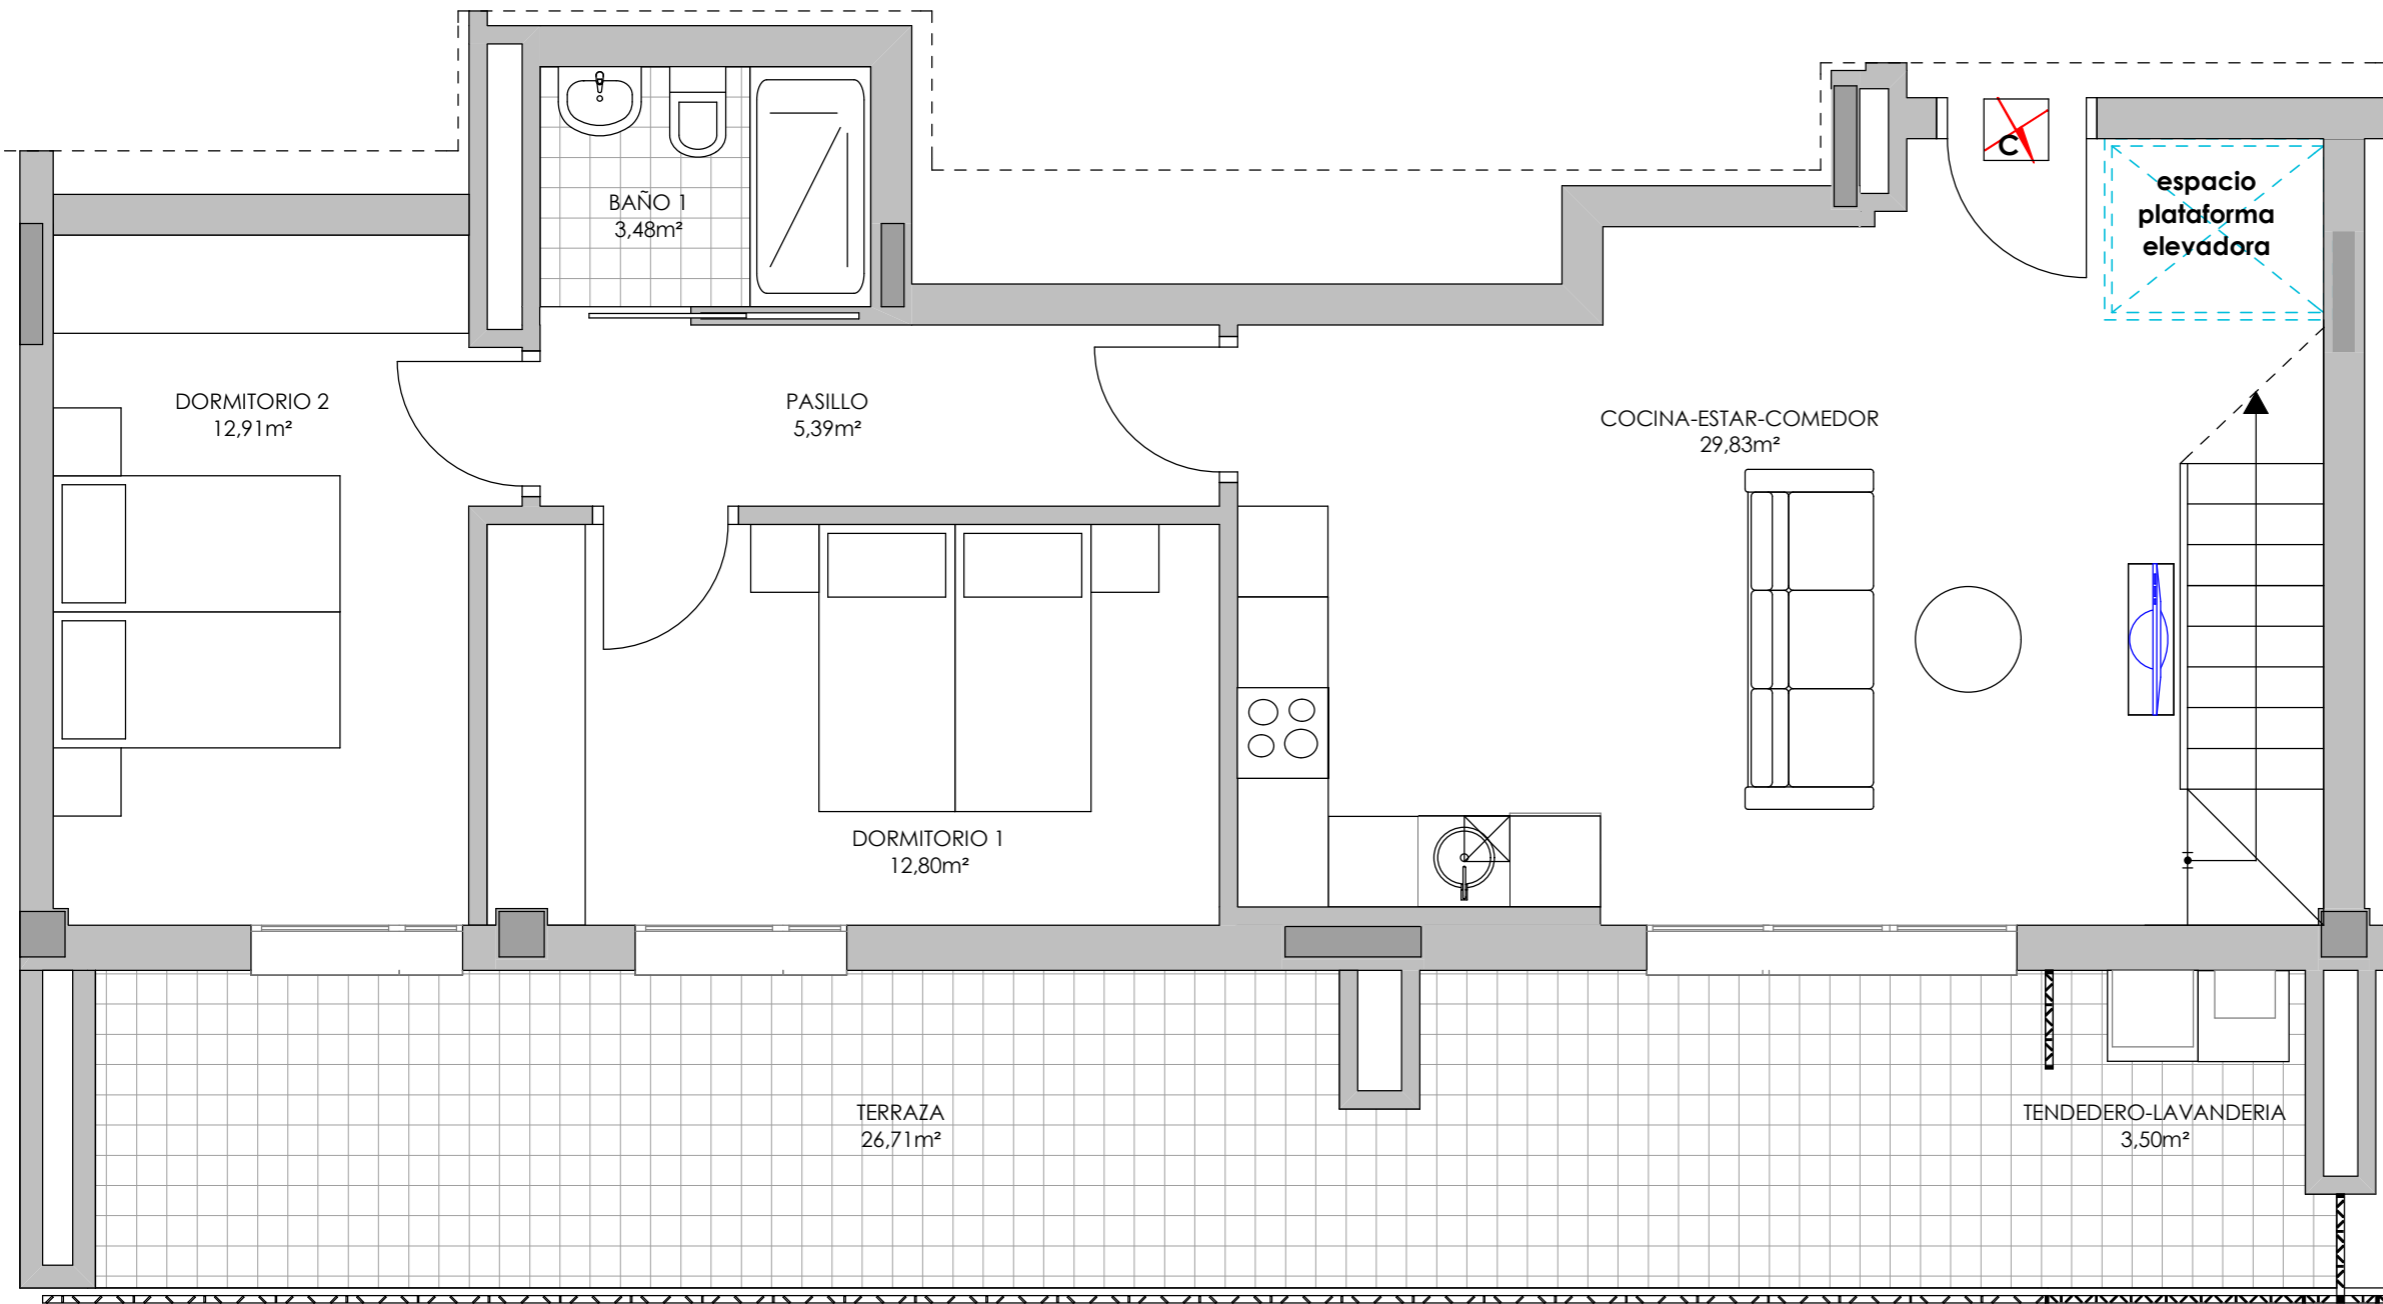 C
espacio
plataforma
elevadora
BAÑO 1
3,48m²
DORMITORIO 2
12,91m²
PASILLO
5,39m²
COCINA-ESTAR-COMEDOR
29,83m²
DORMITORIO 1
12,80m²
TERRAZA
26,71m²
TENDEDERO-LAVANDERIA
3,50m²